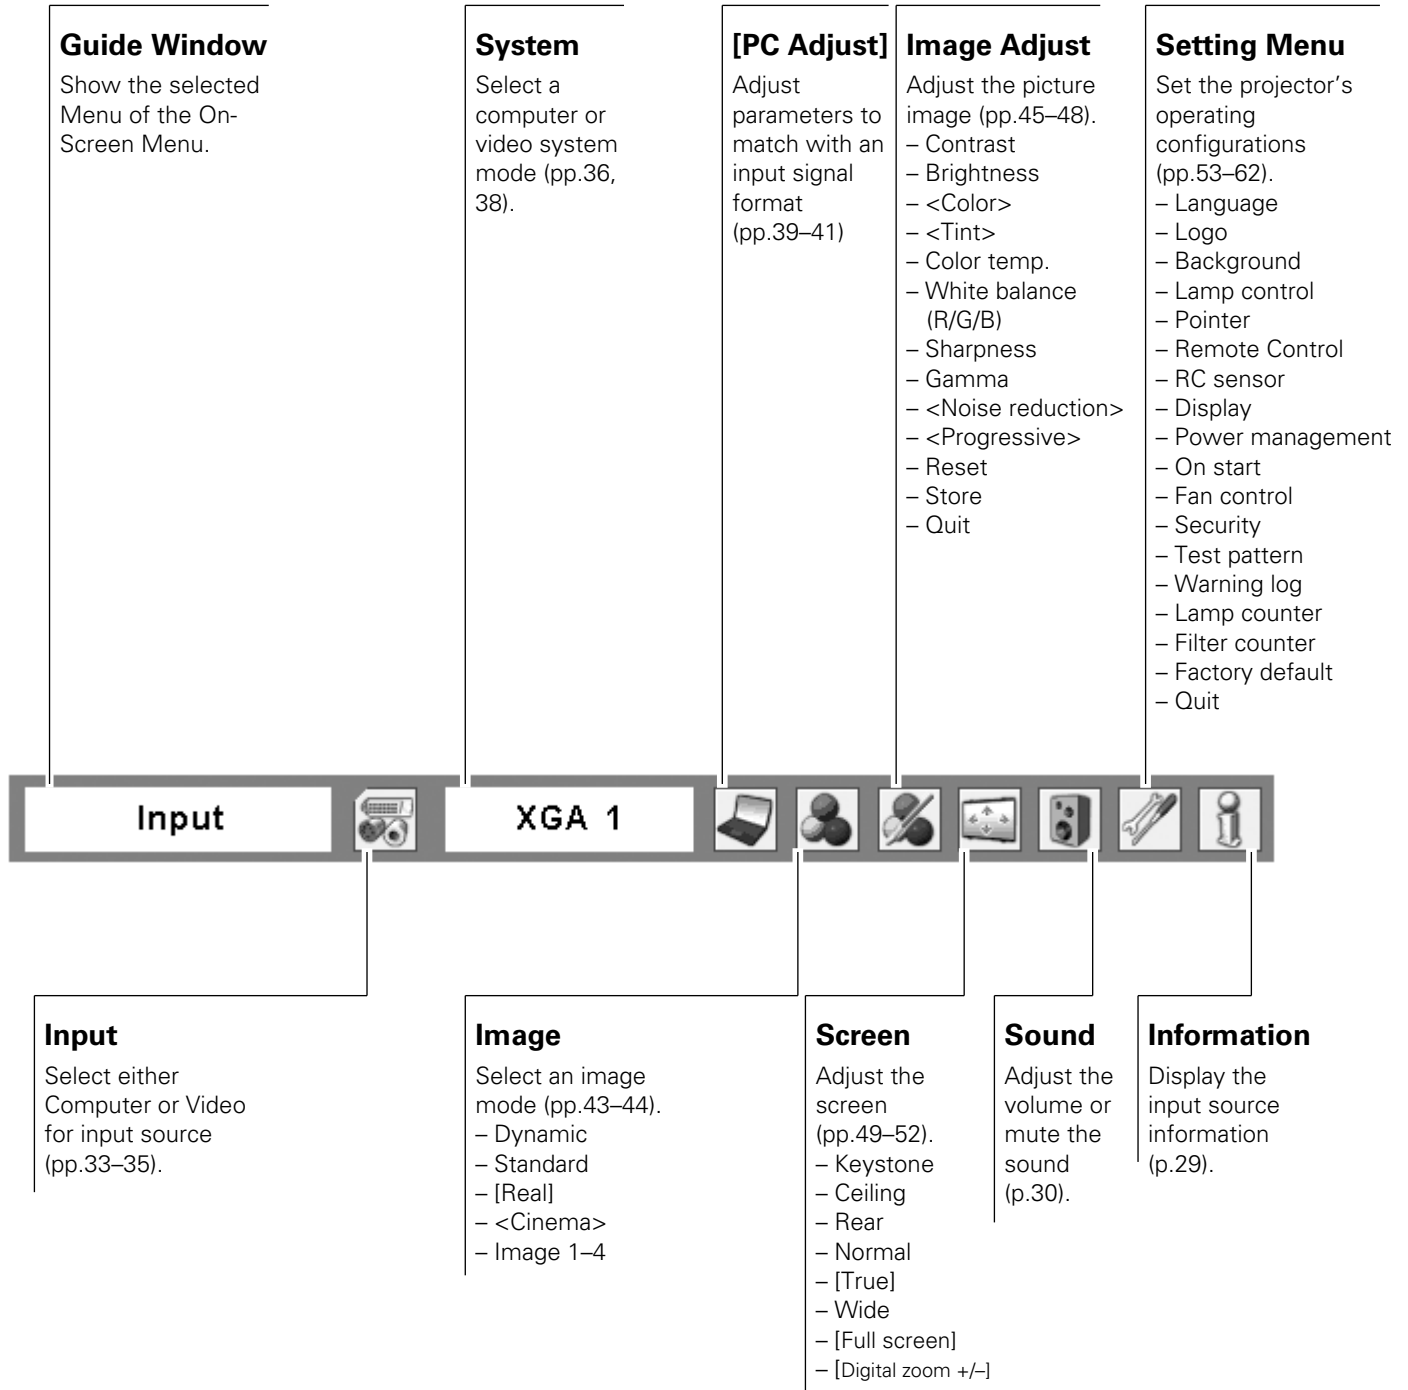 Guide Window
Show the selected
Menu of the On-
Screen Menu.
System
Select a
computer or
video system
mode (pp.36,
38).
[PC Adjust]
Adjust
parameters to
match with an
input signal
format
(pp.39–41)
Image Adjust
Adjust the picture
image (pp.45–48).
– Contrast
– Brightness
– <Color>
– <Tint>
– Color temp.
– White balance
(R/G/B)
– Sharpness
– Gamma
– <Noise reduction>
– <Progressive>
– Reset
– Store
– Quit
Setting Menu
Set the projector’s
operating
configurations
(pp.53–62).
– Language
– Logo
– Background
– Lamp control
– Pointer
– Remote Control
– RC sensor
– Display
– Power management
– On start
– Fan control
– Security
– Test pattern
– Warning log
– Lamp counter
– Filter counter
– Factory default
– Quit
Input
XGA 1
Input
Select either
Computer or Video
for input source
(pp.33–35).
Image
Select an image
mode (pp.43–44).
– Dynamic
– Standard
– [Real]
– <Cinema>
– Image 1–4
Screen
Adjust the
screen
(pp.49–52).
– Keystone
– Ceiling
– Rear
– Normal
– [True]
– Wide
– [Full screen]
– [Digital zoom +/–]
Sound
Adjust the
volume or
mute the
sound
(p.30).
Information
Display the
input source
information
(p.29).